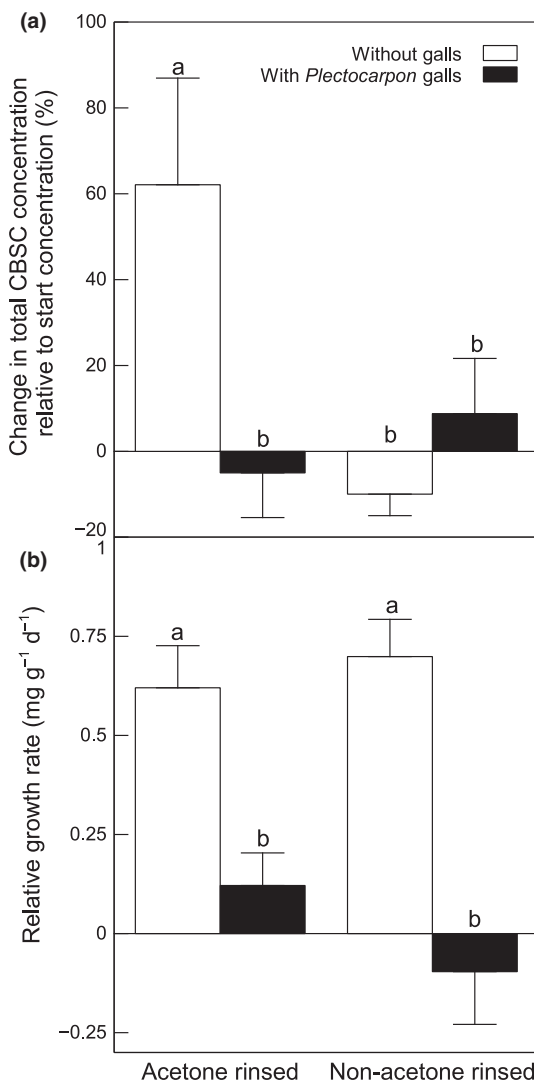 (a)
100
80
60
40
20
0
−20
Change in total CBSC concentration
relative to start concentration (%)
Without galls
With Plectocarpon galls
a
b
b
b
(b)
1
0.75
0.5
0.25
0
−0.25
Relative growth rate (mg g⁻¹ d⁻¹)
a
b
a
b
Acetone rinsed
Non-acetone rinsed